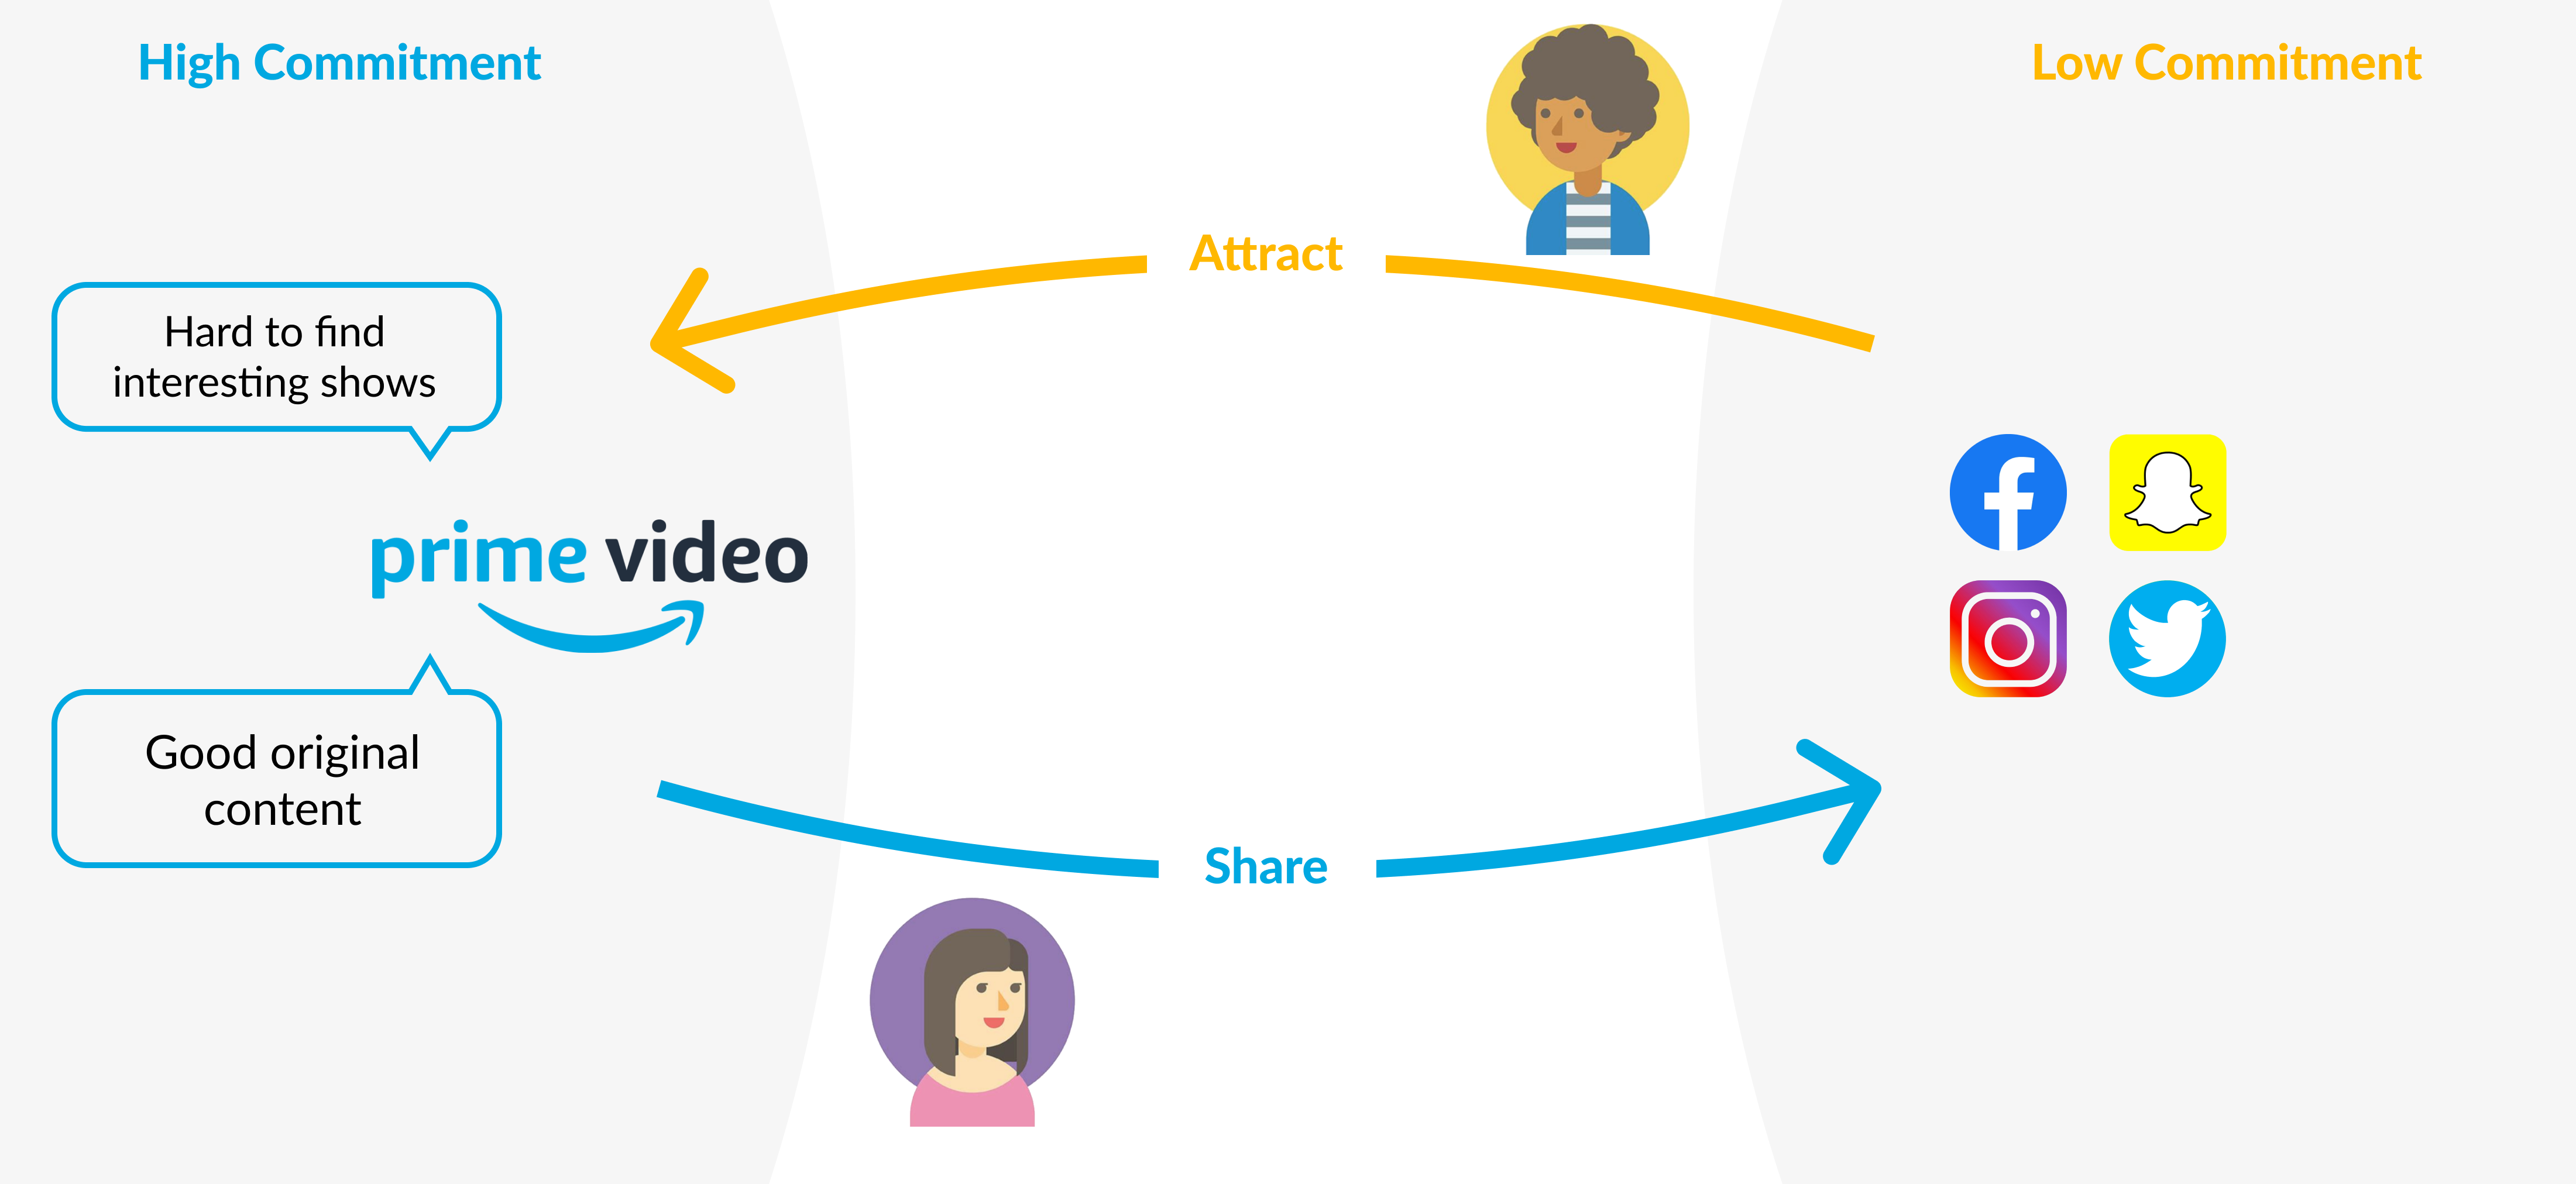 High Commitment
Low Commitment
Attract
Hard to find
interesting shows
prime video
Good original
content
Share